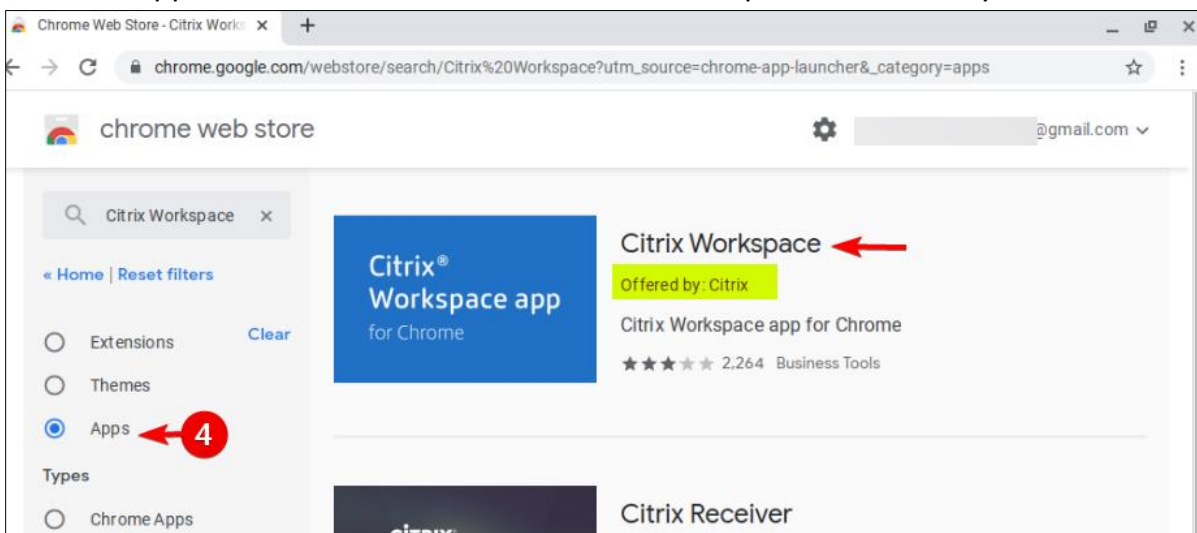 Chrome Web Store - Citrix Works
chrome.google.com/webstore/search/Citrix%20Workspace?utm_source=chrome-app-launcher&_category=apps
chrome web store
@gmail.com
Citrix Workspace
« Home | Reset filters
Extensions
Clear
Themes
Apps
4
Types
Chrome Apps
Citrix®
Workspace app
for Chrome
Citrix Workspace
Offered by: Citrix
Citrix Workspace app for Chrome
2,264 Business Tools
CITRIX
Citrix Receiver